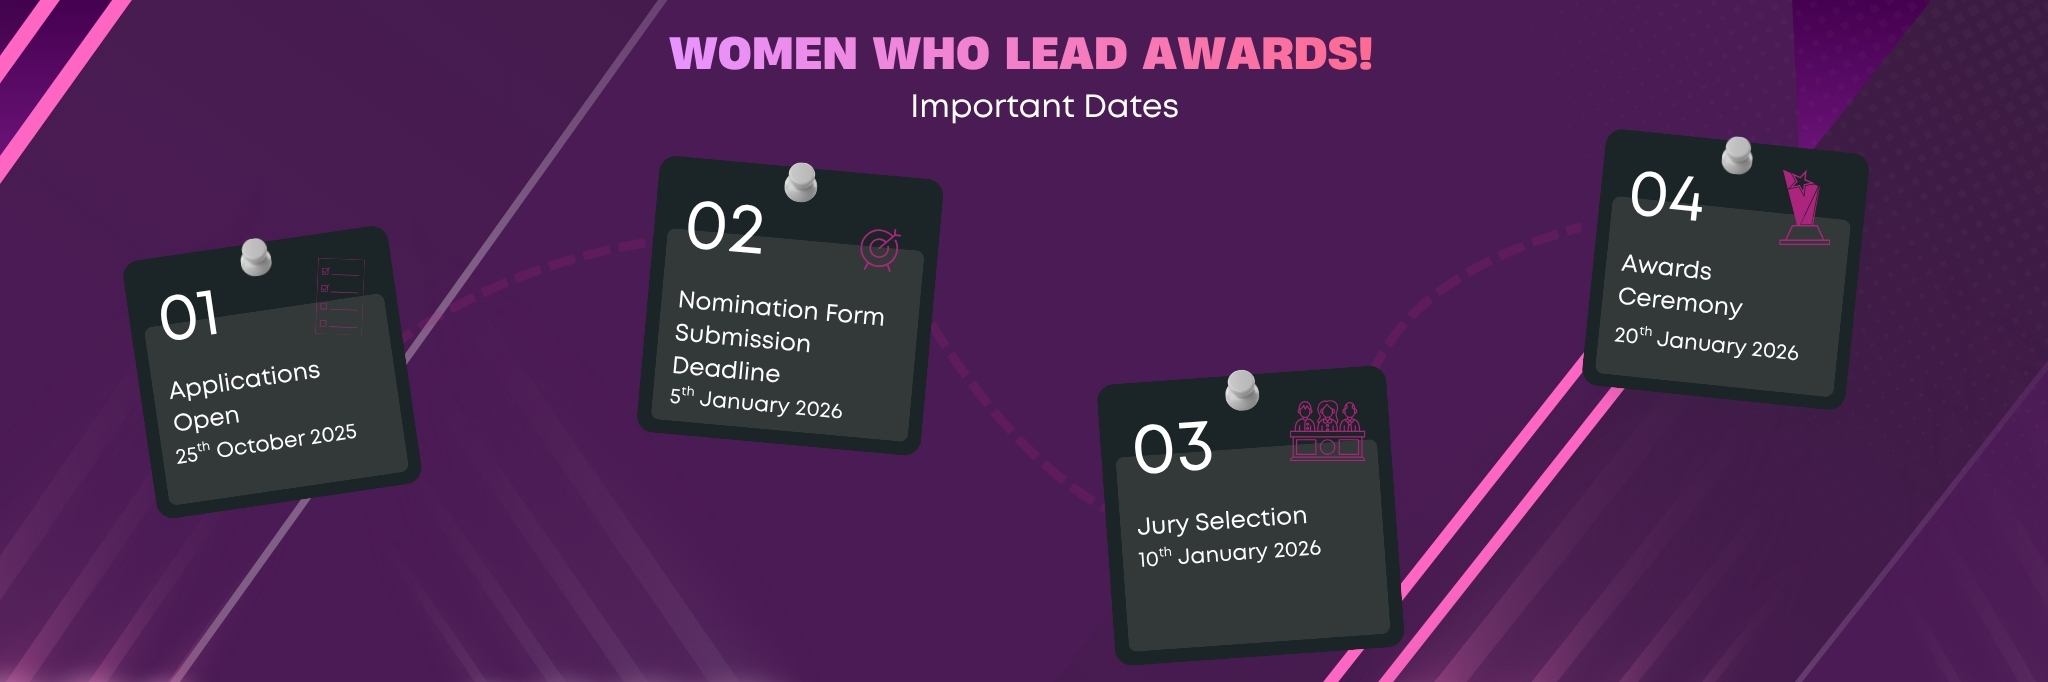 WOMEN WHO LEAD AWARDS!
Important Dates
01
Applications
Open
25th October 2025
02
Nomination Form
Submission
Deadline
5th January 2026
03
Jury Selection
10th January 2026
04
Awards
Ceremony
20th January 2026